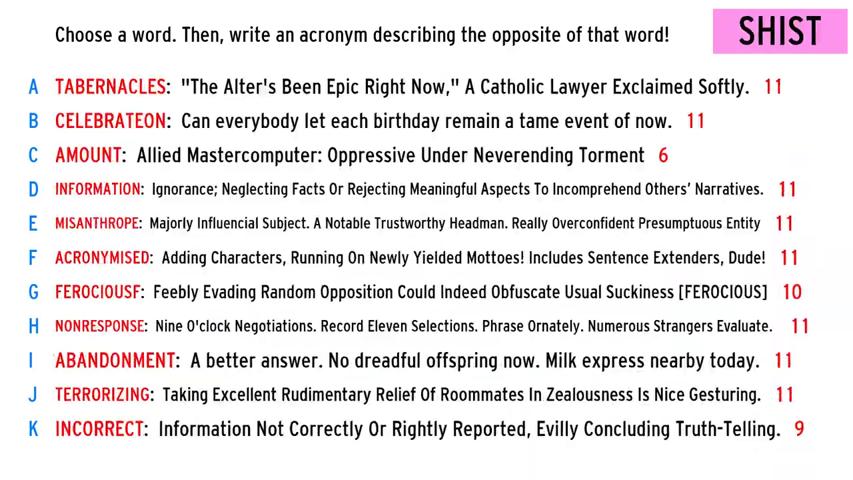 Choose a word. Then, write an acronym describing the opposite of that word!
SHIST
A TABERNACLES: "The Alter's Been Epic Right Now," A Catholic Lawyer Exclaimed Softly. 11
B CELEBRATEON: Can everybody let each birthday remain a tame event of now. 11
C AMOUNT: Allied Mastercomputer: Oppressive Under Neverending Torment 6
D INFORMATION: Ignorance; Neglecting Facts Or Rejecting Meaningful Aspects To Incomprehend Others' Narratives. 11
E MISANTHROPE: Majorly Influencial Subject. A Notable Trustworthy Headman. Really Overconfident Presumptuous Entity 11
F ACRONYMISED: Adding Characters, Running On Newly Yielded Mottoes! Includes Sentence Extenders, Dude! 11
G FEROCIOUSF: Feebly Evading Random Opposition Could Indeed Obfuscate Usual Suckiness [FEROCIOUS] 10
H NONRESPONSE: Nine O'clock Negotiations. Record Eleven Selections. Phrase Ornately. Numerous Strangers Evaluate. 11
I ABANDONMENT: A better answer. No dreadful offspring now. Milk express nearby today. 11
J TERRORIZING: Taking Excellent Rudimentary Relief Of Roommates In Zealousness Is Nice Gesturing. 11
K INCORRECT: Information Not Correctly Or Rightly Reported, Evilly Concluding Truth-Telling. 9